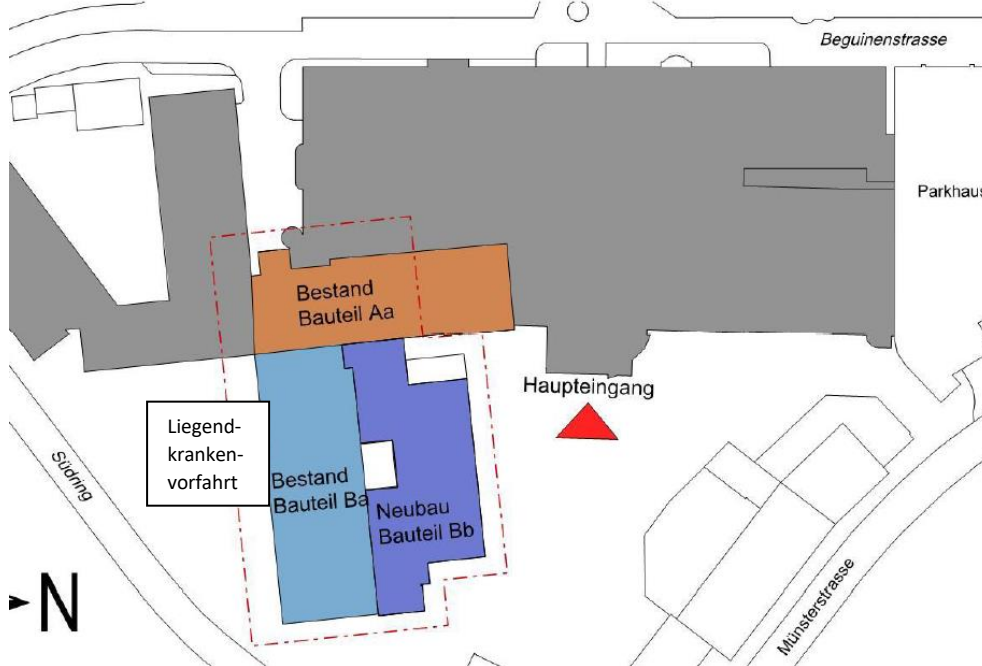 Beguinenstrasse
Parkhaus
Bestand
Bauteil Aa
Haupteingang
Liegend-
kranken-
vorfahrt
Südring
Bestand
Bauteil Ba
Neubau
Bauteil Bb
Münsterstrasse
N